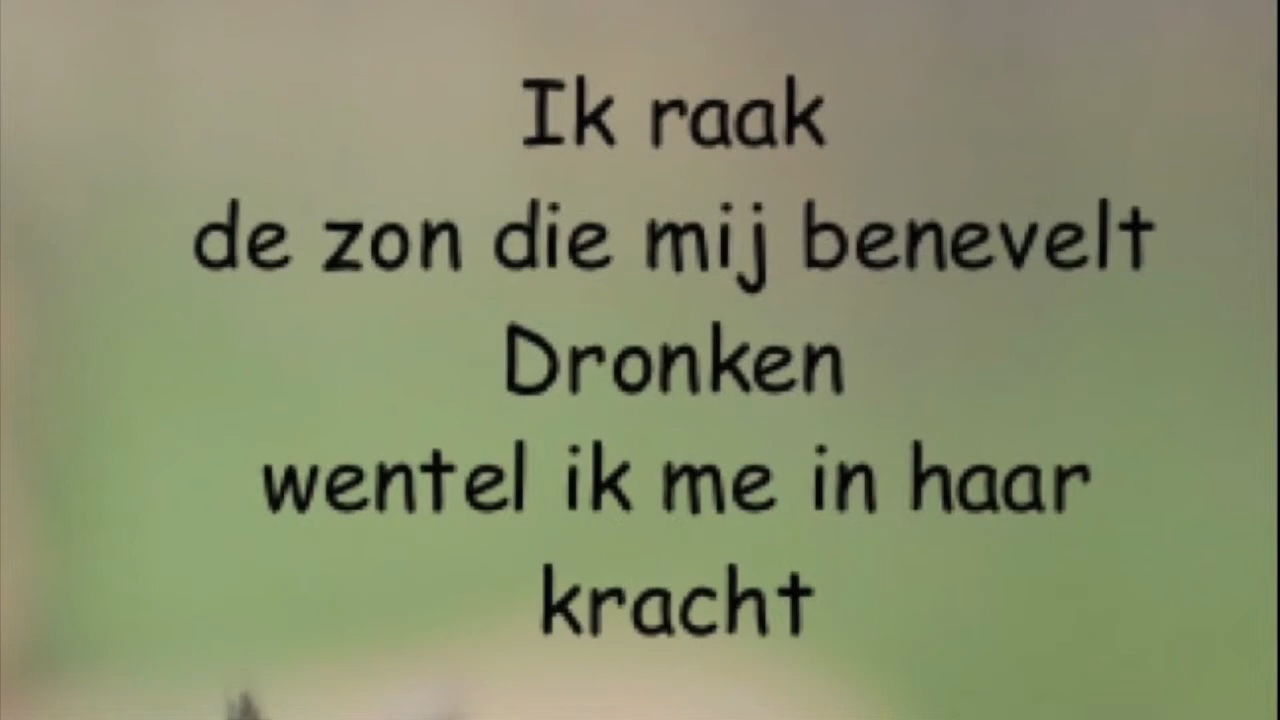 Ik raak
de zon die mij benevelt
Dronken
wentel ik me in haar
kracht